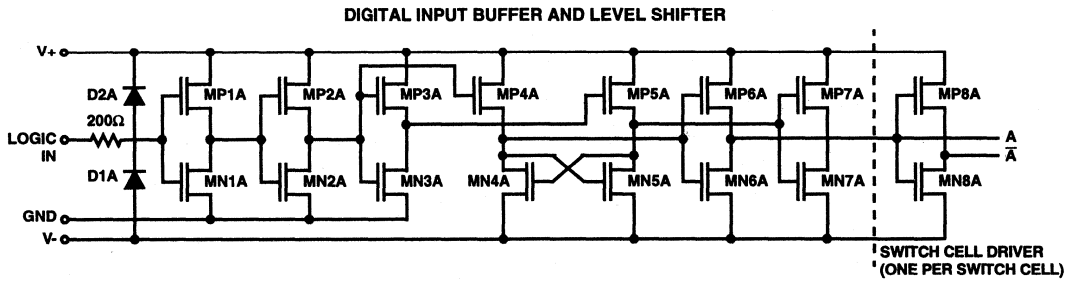 DIGITAL INPUT BUFFER AND LEVEL SHIFTER
V+
D2A
MP1A
MP2A
MP3A
MP4A
MP5A
MP6A
MP7A
MP8A
200Ω
LOGIC
IN
A
A̅
D1A
MN1A
MN2A
MN3A
MN4A
MN5A
MN6A
MN7A
MN8A
GND
V-
SWITCH CELL DRIVER
(ONE PER SWITCH CELL)